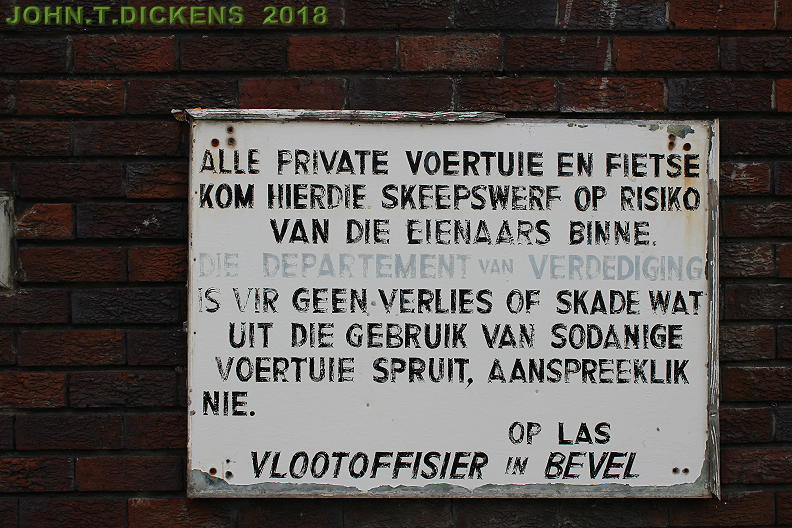 JOHN.T.DICKENS 2018
ALLE PRIVATE VOERTUIE EN FIETSE
KOM HIERDIE SKEEPSWERF OP RISIKO
VAN DIE EIENAARS BINNE.
DIE DEPARTEMENT VAN VERDEDIGING
IS VIR GEEN VERLIES OF SKADE WAT
UIT DIE GEBRUIK VAN SODANIGE
VOERTUIE SPRUIT, AANSPREEKLIK
NIE.
OP LAS
VLOOTOFFISIER IN BEVEL